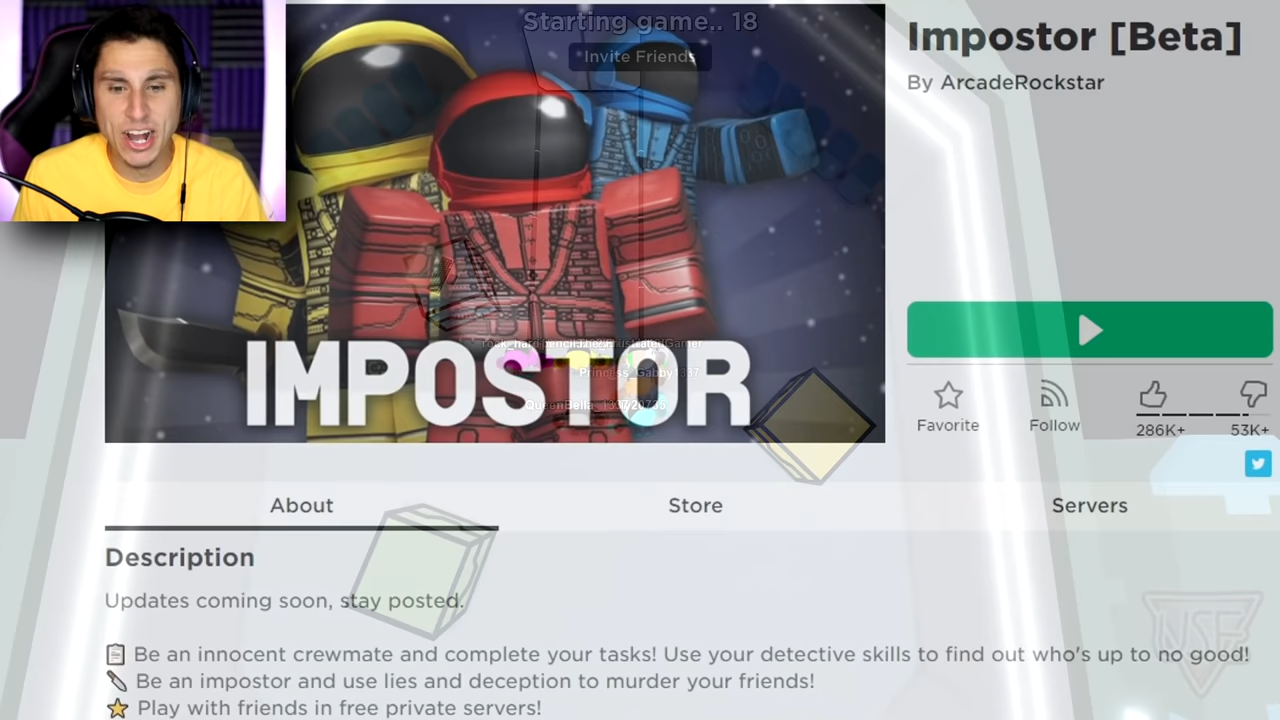 Starting game.. 18
Invite Friends
Impostor [Beta]
By ArcadeRockstar
IMPOSTOR
Princess_Gabby1337
Favorite
Follow
286K+
53K+
About
Store
Servers
Description
Updates coming soon, stay posted.
Be an innocent crewmate and complete your tasks! Use your detective skills to find out who's up to no good!
Be an impostor and use lies and deception to murder your friends!
Play with friends in free private servers!